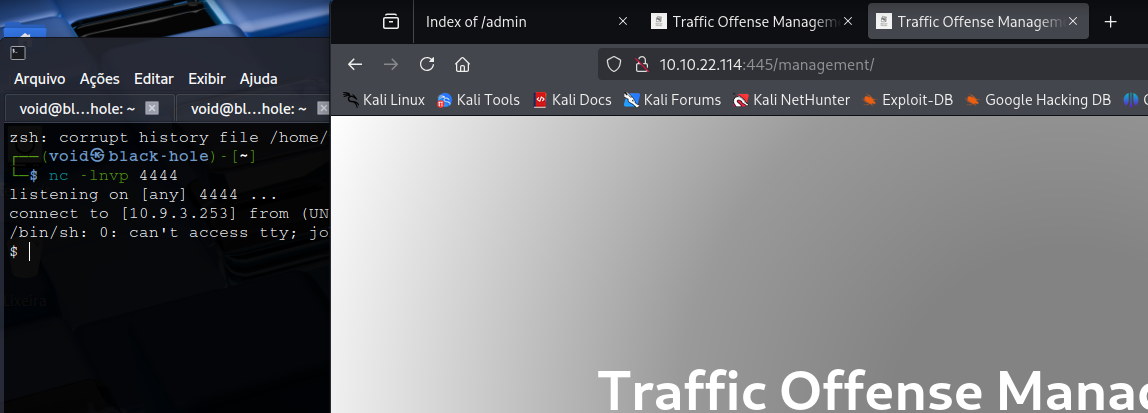 Arquivo Ações Editar Exibir Ajuda
void@bl...hole: ~ void@bl...hole: ~
zsh: corrupt history file /home/
(void㉿black-hole)-[~]
$ nc -lnvp 4444
listening on [any] 4444 ...
connect to [10.9.3.253] from (UN
/bin/sh: 0: can't access tty; jo
$
Lixeira
Index of /admin Traffic Offense Managem Traffic Offense Managem
10.10.22.114:445/management/
Kali Linux Kali Tools Kali Docs Kali Forums Kali NetHunter Exploit-DB Google Hacking DB
Traffic Offense Manag